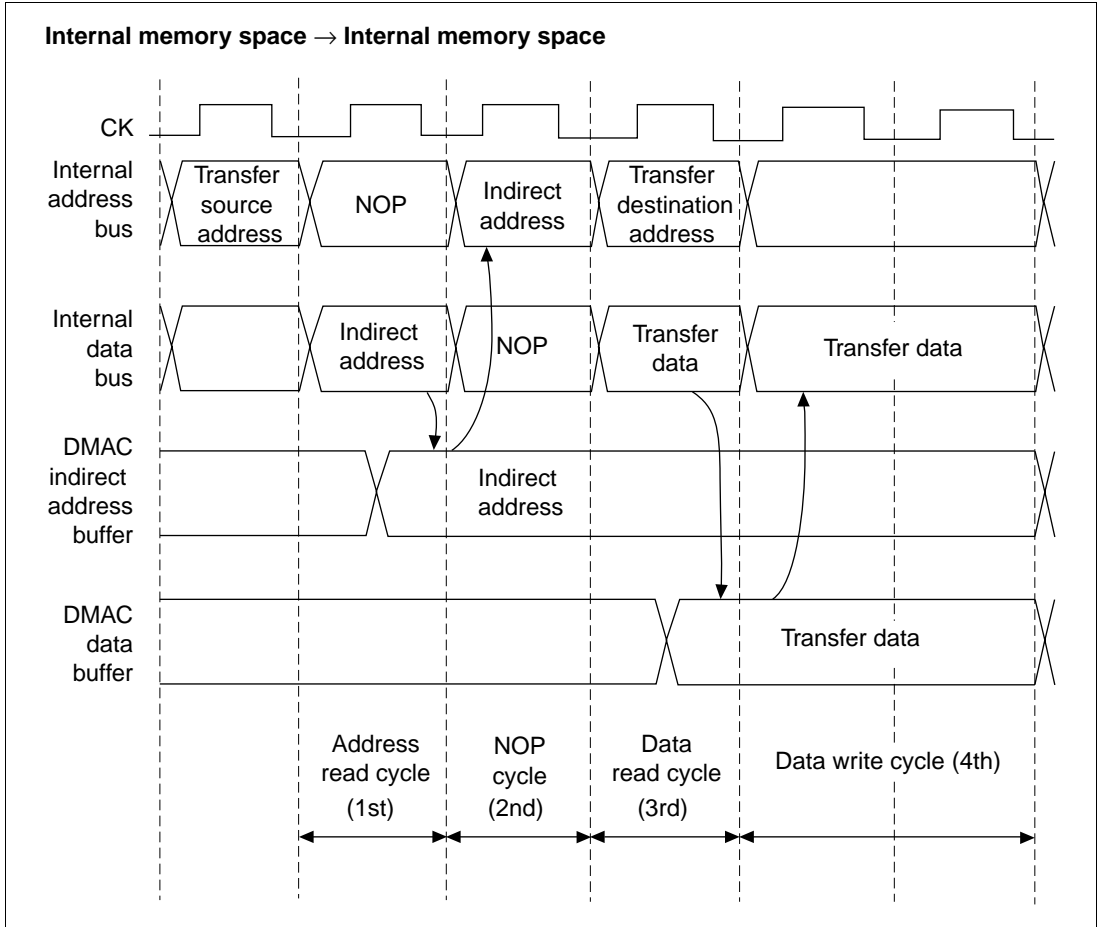 Internal memory space → Internal memory space
CK
Internal
address
bus
Transfer
source
address
NOP
Indirect
address
Transfer
destination
address
Internal
data
bus
Indirect
address
NOP
Transfer
data
Transfer data
DMAC
indirect
address
buffer
Indirect
address
DMAC
data
buffer
Transfer data
Address
read cycle
(1st)
NOP
cycle
(2nd)
Data
read cycle
(3rd)
Data write cycle (4th)